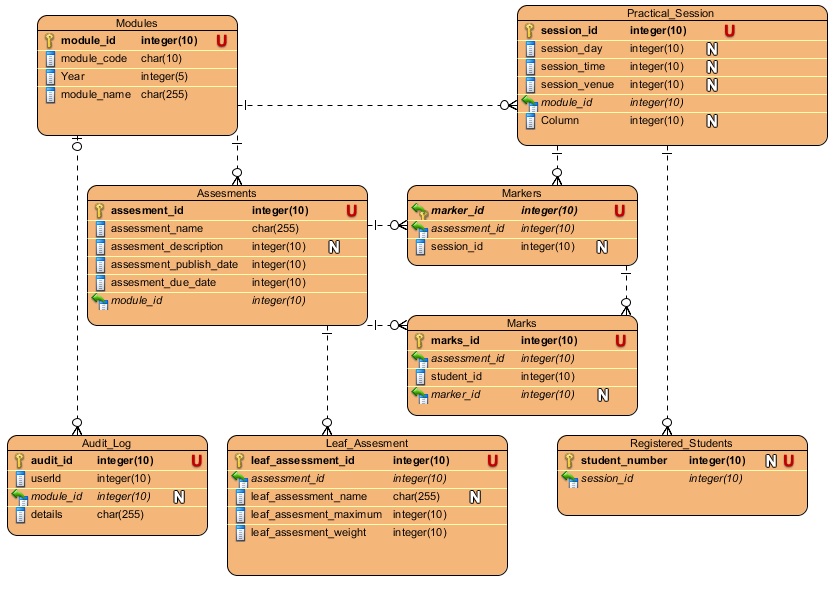 Modules
module_id integer(10) U
module_code char(10)
Year integer(5)
module_name char(255)
Practical_Session
session_id integer(10) U
session_day integer(10) N
session_time integer(10) N
session_venue integer(10) N
module_id integer(10)
Column integer(10) N
Assesments
assesment_id integer(10) U
assessment_name char(255)
assesment_description integer(10) N
assessment_publish_date integer(10)
assessment_due_date integer(10)
module_id integer(10)
Markers
marker_id integer(10) U
assessment_id integer(10)
session_id integer(10) N
Marks
marks_id integer(10) U
assessment_id integer(10)
student_id integer(10)
marker_id integer(10) N
Audit_Log
audit_id integer(10) U
userId integer(10)
module_id integer(10) N
details char(255)
Leaf_Assesment
leaf_assessment_id integer(10) U
assessment_id integer(10)
leaf_assessment_name char(255) N
leaf_assesment_maximum integer(10)
leaf_assesment_weight integer(10)
Registered_Students
student_number integer(10) N U
session_id integer(10)